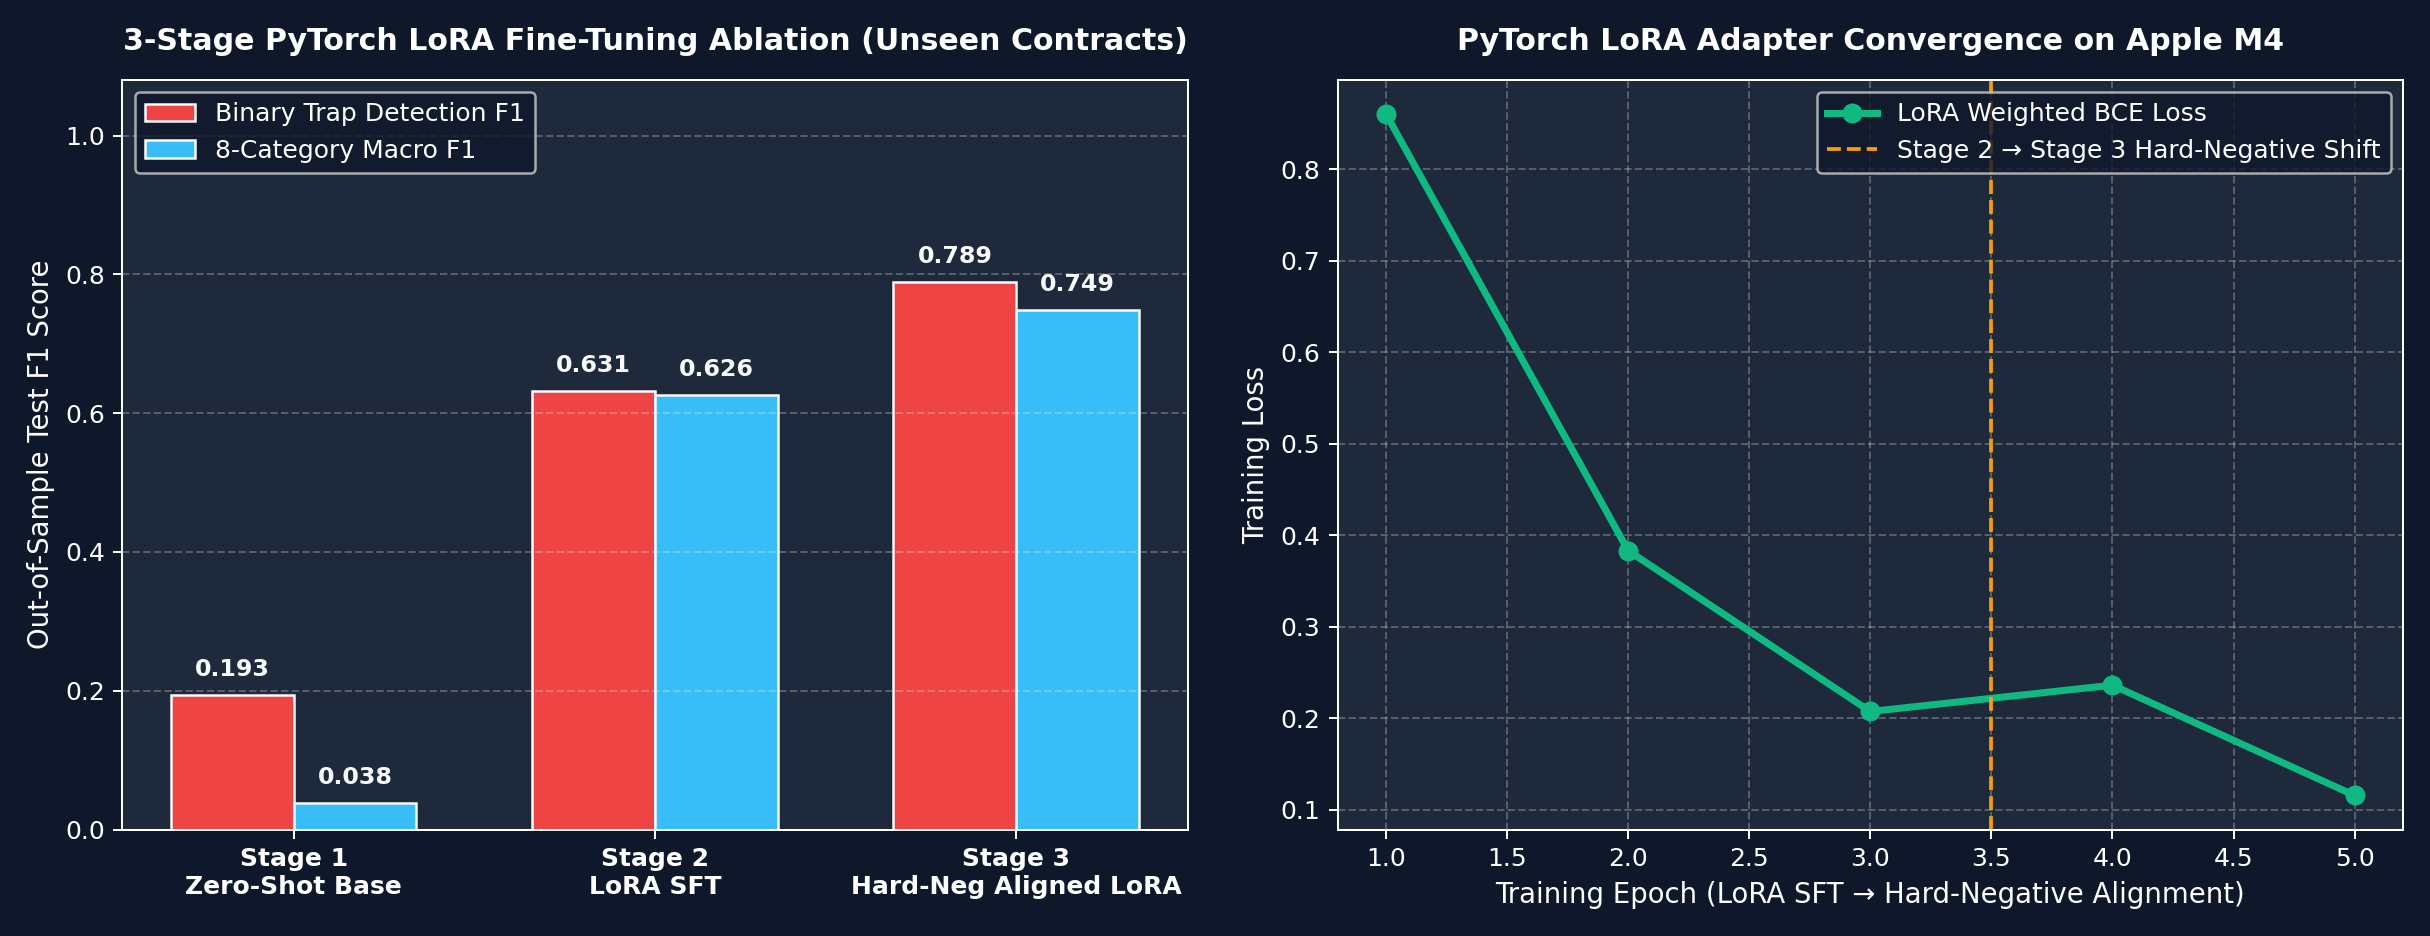 3-Stage PyTorch LoRA Fine-Tuning Ablation (Unseen Contracts)
Binary Trap Detection F1
8-Category Macro F1
Out-of-Sample Test F1 Score
1.0
0.8
0.6
0.4
0.2
0.0
0.193
0.038
0.631
0.626
0.789
0.749
Stage 1
Zero-Shot Base
Stage 2
LoRA SFT
Stage 3
Hard-Neg Aligned LoRA
PyTorch LoRA Adapter Convergence on Apple M4
LoRA Weighted BCE Loss
Stage 2 → Stage 3 Hard-Negative Shift
Training Loss
0.8
0.7
0.6
0.5
0.4
0.3
0.2
0.1
1.0 1.5 2.0 2.5 3.0 3.5 4.0 4.5 5.0
Training Epoch (LoRA SFT → Hard-Negative Alignment)